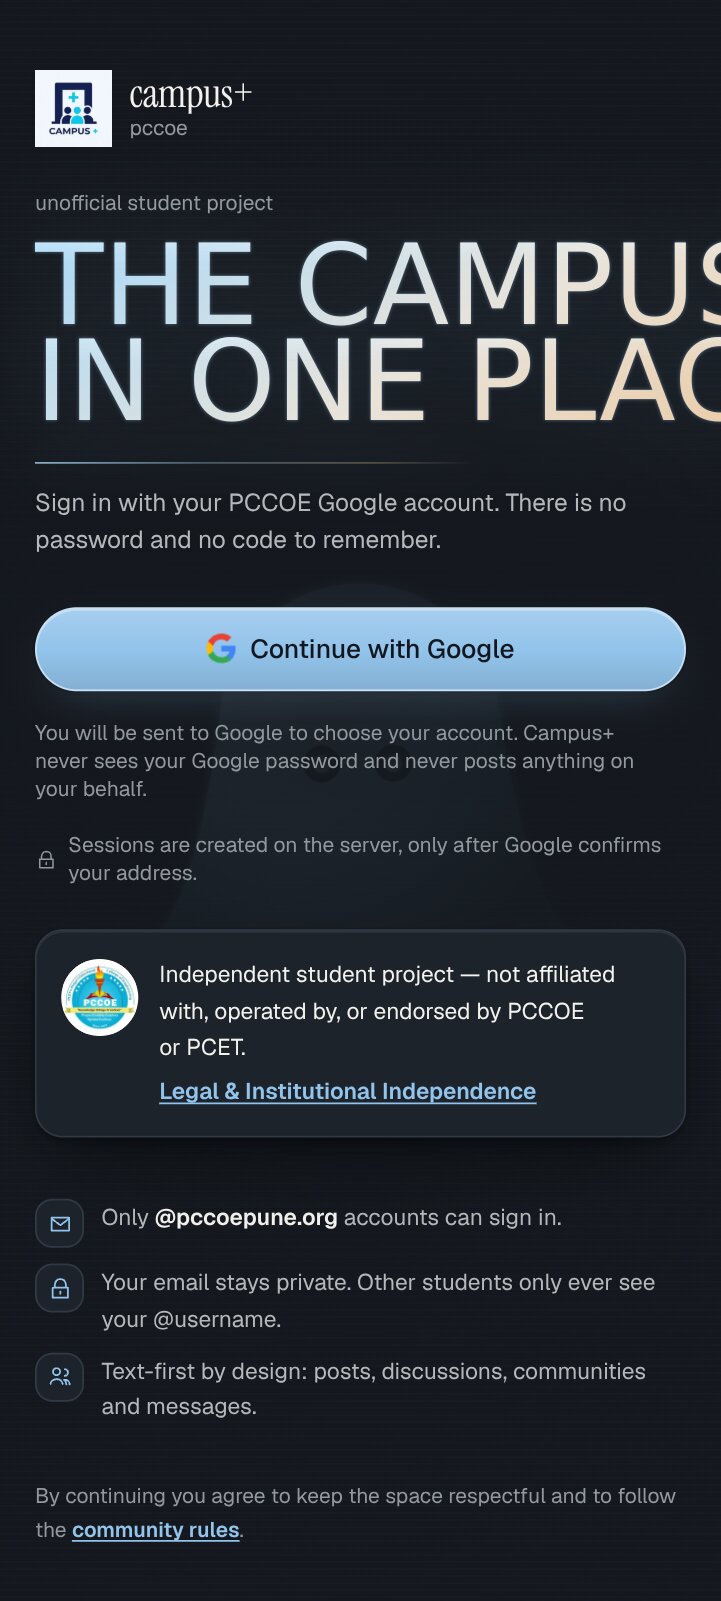 CAMPUS +
campus+
pccoe
unofficial student project
THE CAMPUS
IN ONE PLAC
Sign in with your PCCOE Google account. There is no
password and no code to remember.
Continue with Google
You will be sent to Google to choose your account. Campus+
never sees your Google password and never posts anything on
your behalf.
Sessions are created on the server, only after Google confirms
your address.
PCCOE
Independent student project — not affiliated
with, operated by, or endorsed by PCCOE
or PCET.
Legal & Institutional Independence
Only @pccoepune.org accounts can sign in.
Your email stays private. Other students only ever see
your @username.
Text-first by design: posts, discussions, communities
and messages.
By continuing you agree to keep the space respectful and to follow
the community rules.